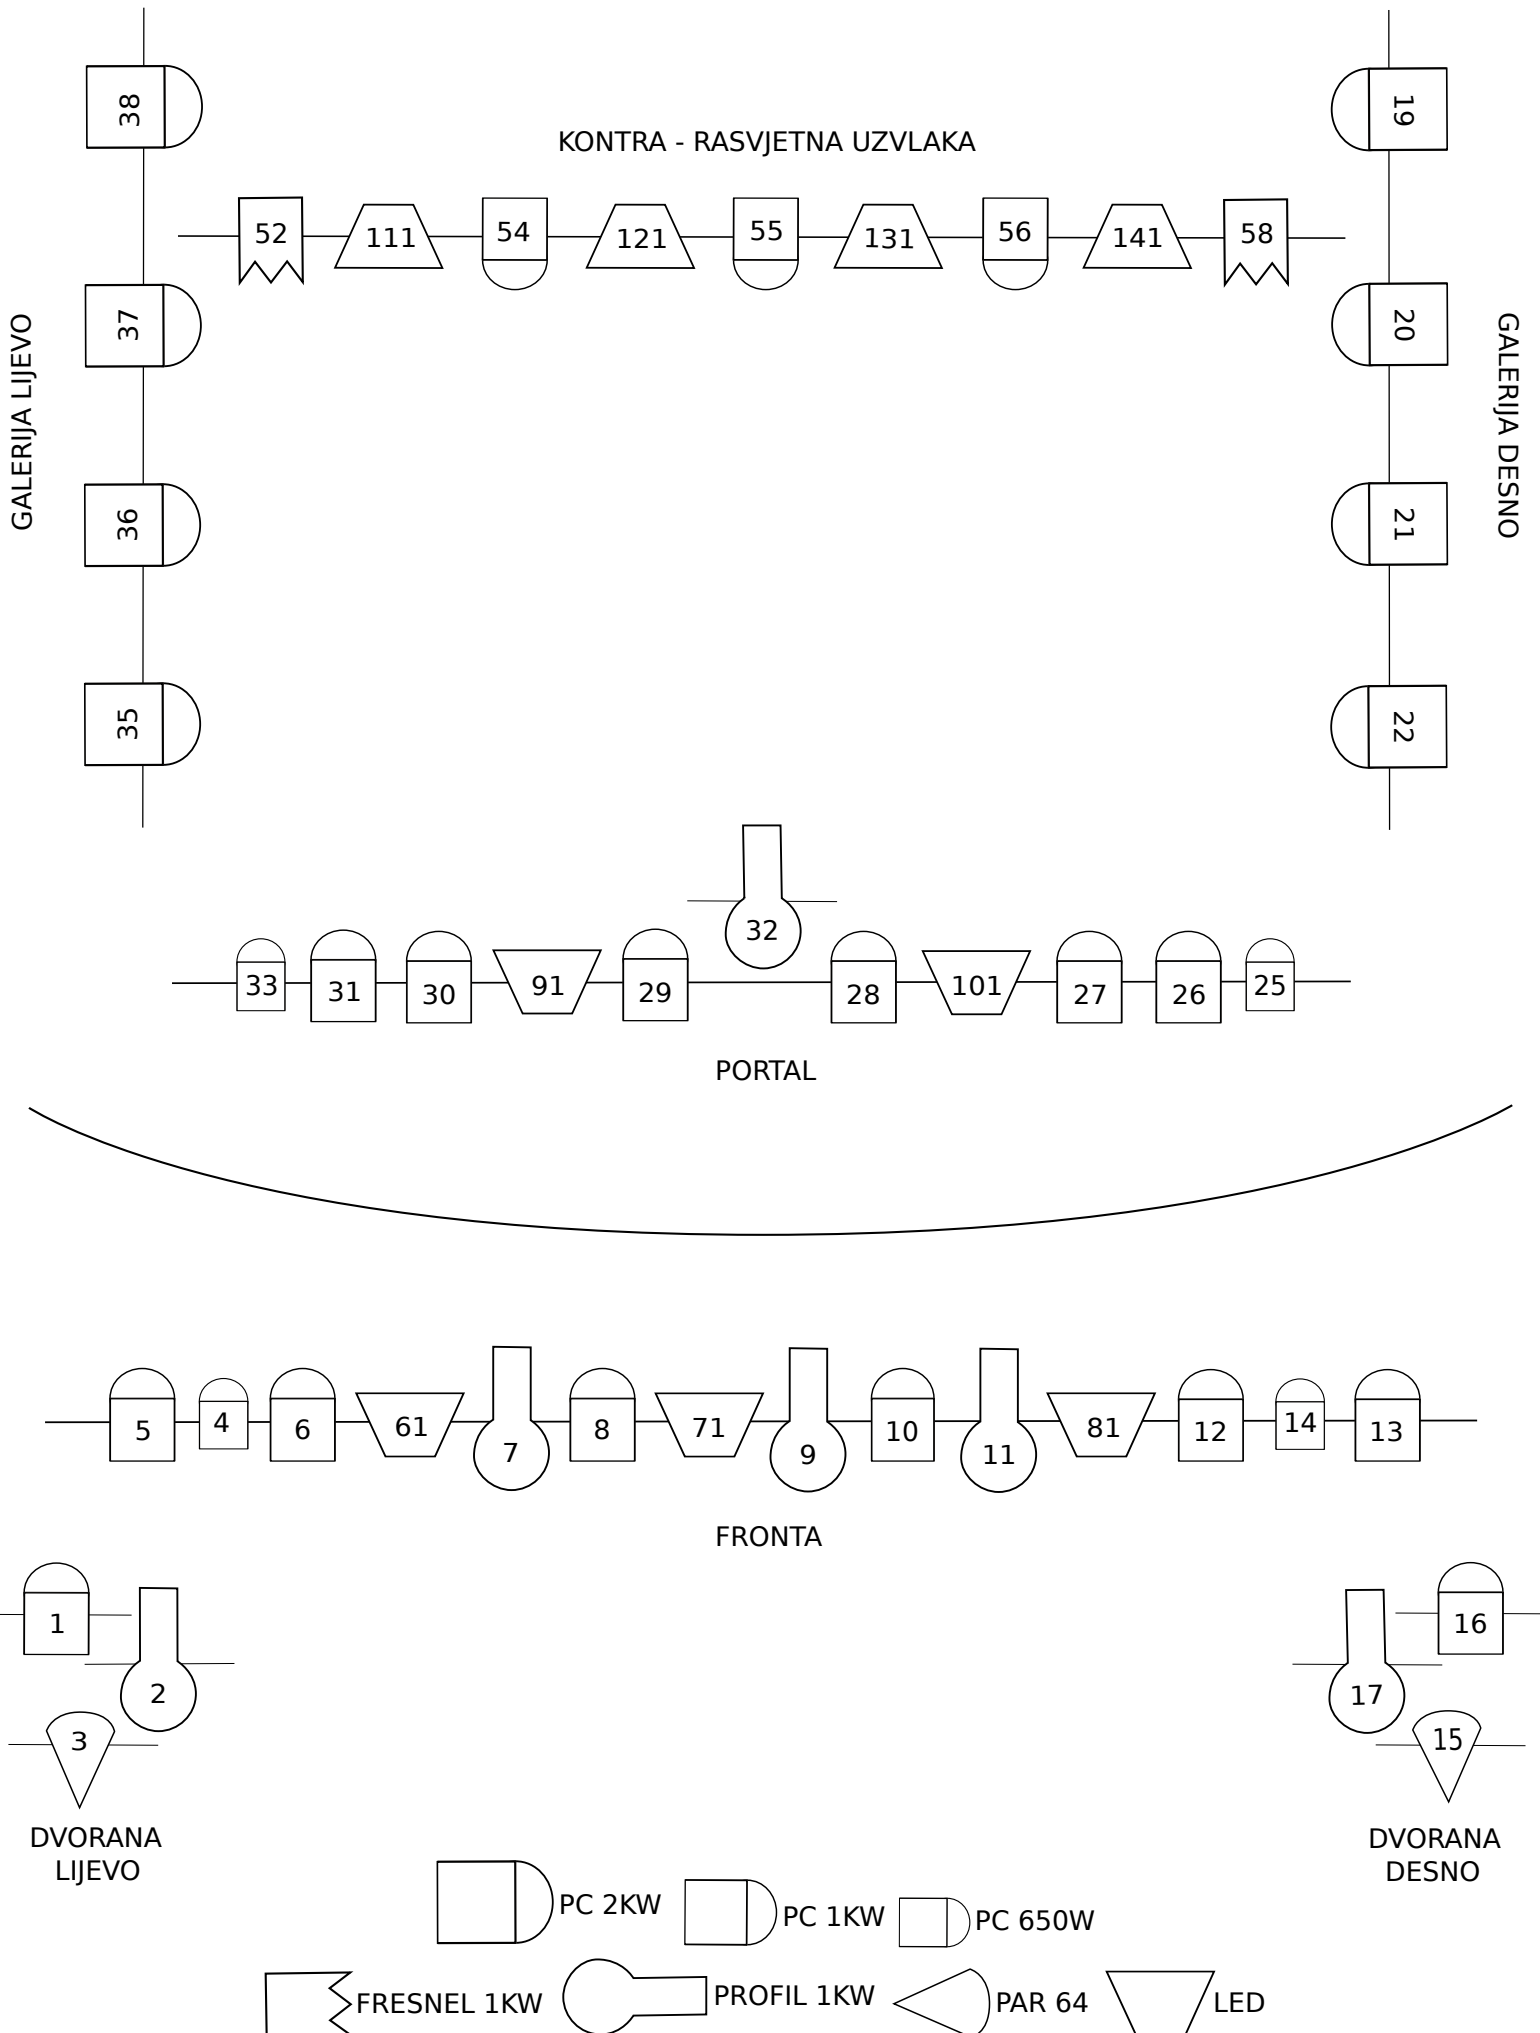 38
19
KONTRA - RASVJETNA UZVLAKA
52 111 54 121 55 131 56 141 58
GALERIJA LIJEVO
37
20
GALERIJA DESNO
36
21
35
22
32
33 31 30 91 29 28 101 27 26 25
PORTAL
5 4 6 61 7 8 71 9 10 11 81 12 14 13
FRONTA
1
16
2
17
3
15
DVORANA
LIJEVO
DVORANA
DESNO
PC 2KW PC 1KW PC 650W
FRESNEL 1KW PROFIL 1KW PAR 64 LED